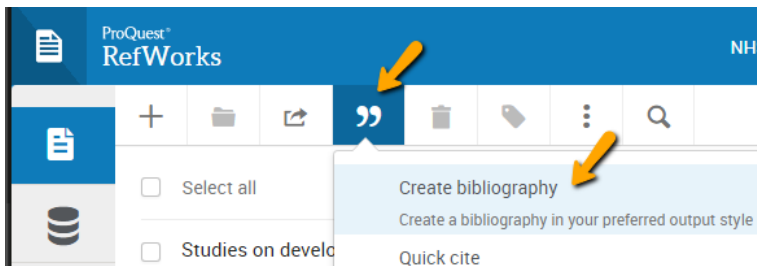 ProQuest®
RefWorks
NH
Select all
Create bibliography
Create a bibliography in your preferred output style
Studies on develo
Quick cite